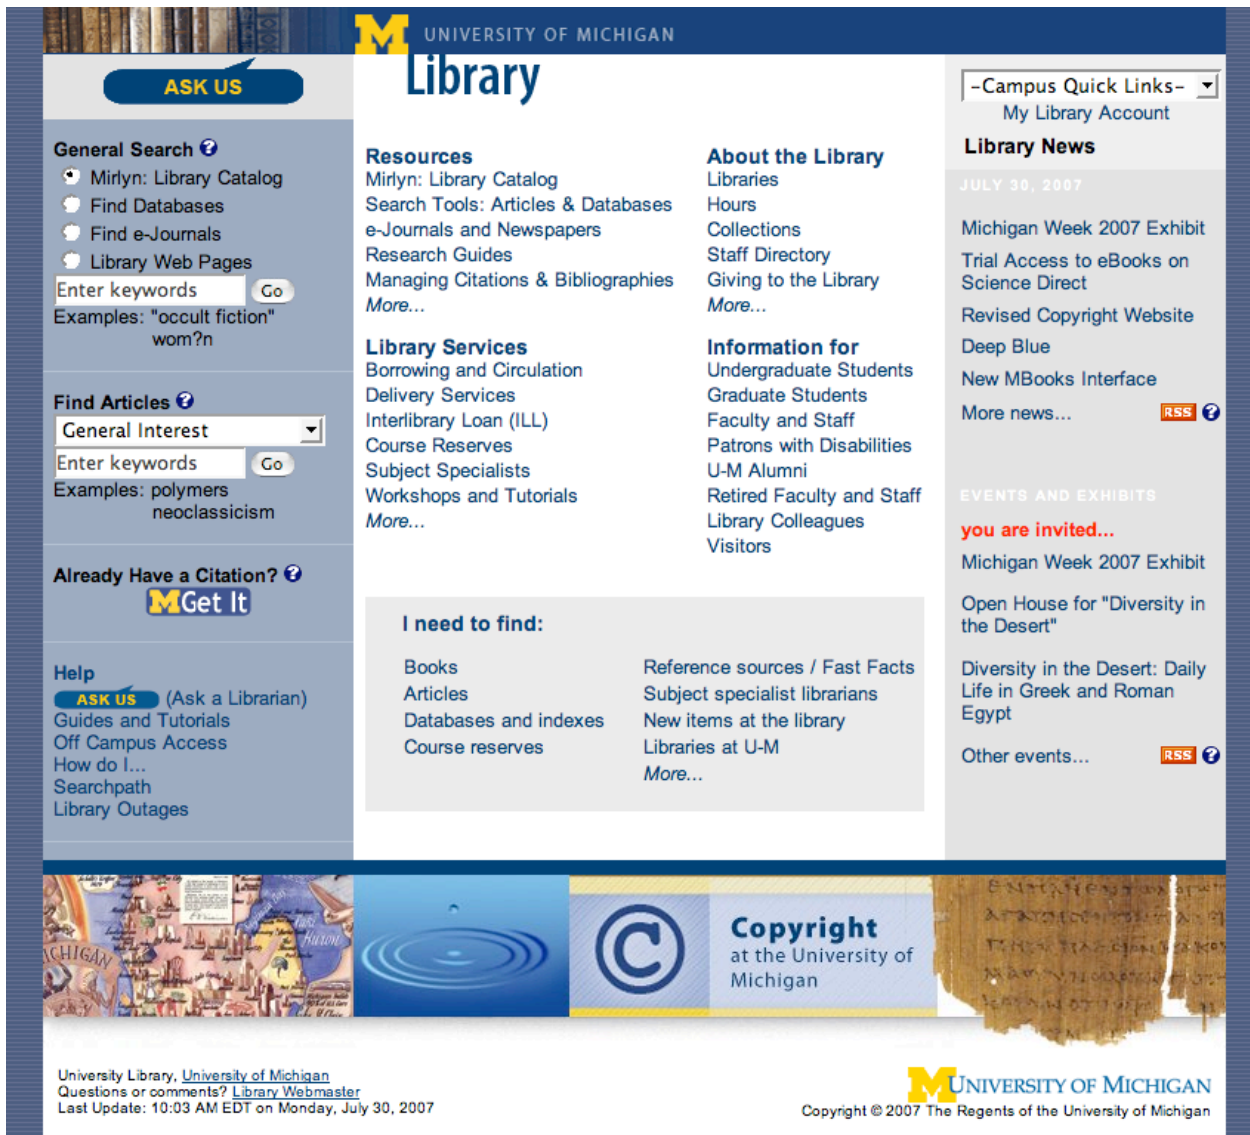 M UNIVERSITY OF MICHIGAN
Library
ASK US
General Search ?
Mirlyn: Library Catalog
Find Databases
Find e-Journals
Library Web Pages
Enter keywords Go
Examples: "occult fiction"
wom?n
Find Articles ?
General Interest
Enter keywords Go
Examples: polymers
neoclassicism
Already Have a Citation? ?
MGet It
Help
ASK US (Ask a Librarian)
Guides and Tutorials
Off Campus Access
How do I...
Searchpath
Library Outages
Resources
Mirlyn: Library Catalog
Search Tools: Articles & Databases
e-Journals and Newspapers
Research Guides
Managing Citations & Bibliographies
More...
Library Services
Borrowing and Circulation
Delivery Services
Interlibrary Loan (ILL)
Course Reserves
Subject Specialists
Workshops and Tutorials
More...
About the Library
Libraries
Hours
Collections
Staff Directory
Giving to the Library
More...
Information for
Undergraduate Students
Graduate Students
Faculty and Staff
Patrons with Disabilities
U-M Alumni
Retired Faculty and Staff
Library Colleagues
Visitors
I need to find:
Books
Articles
Databases and indexes
Course reserves
Reference sources / Fast Facts
Subject specialist librarians
New items at the library
Libraries at U-M
More...
-Campus Quick Links-
My Library Account
Library News
JULY 30, 2007
Michigan Week 2007 Exhibit
Trial Access to eBooks on
Science Direct
Revised Copyright Website
Deep Blue
New MBooks Interface
More news... RSS ?
EVENTS AND EXHIBITS
you are invited...
Michigan Week 2007 Exhibit
Open House for "Diversity in
the Desert"
Diversity in the Desert: Daily
Life in Greek and Roman
Egypt
Other events... RSS ?
MICHIGAN
Huron
©
Copyright
at the University of
Michigan
University Library, University of Michigan
Questions or comments? Library Webmaster
Last Update: 10:03 AM EDT on Monday, July 30, 2007
M UNIVERSITY OF MICHIGAN
Copyright © 2007 The Regents of the University of Michigan